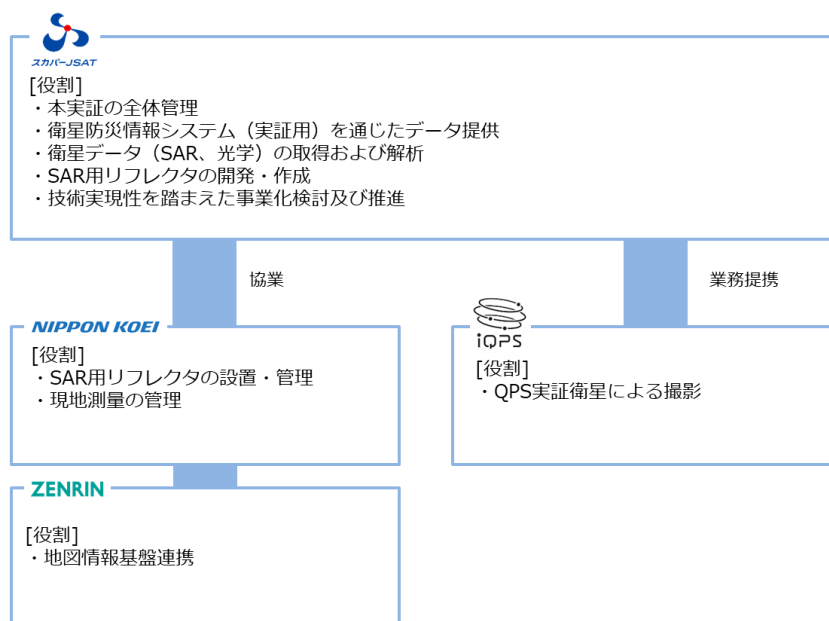 スカパーJSAT
[役割]
・本実証の全体管理
・衛星防災情報システム（実証用）を通じたデータ提供
・衛星データ（SAR、光学）の取得および解析
・SAR用リフレクタの開発・作成
・技術実現性を踏まえた事業化検討及び推進
協業
業務提携
NIPPON KOEI
[役割]
・SAR用リフレクタの設置・管理
・現地測量の管理
iQPS
[役割]
・QPS実証衛星による撮影
ZENRIN
[役割]
・地図情報基盤連携